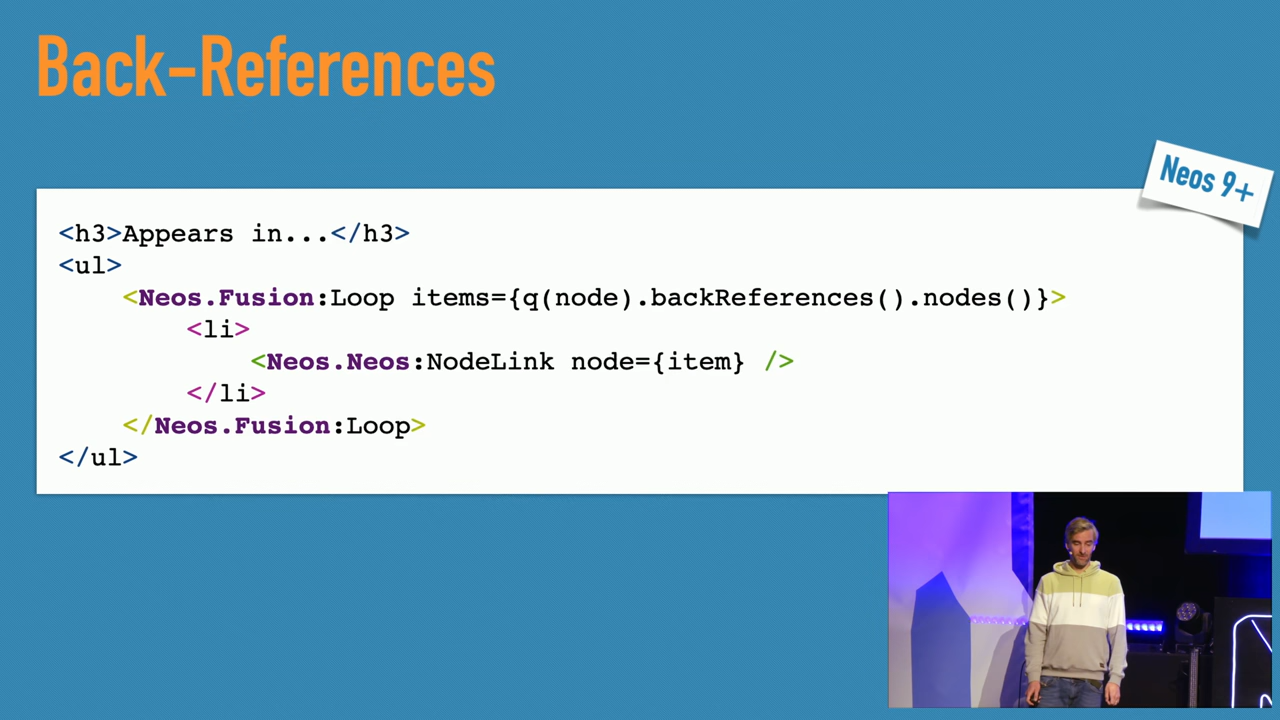 Back-References
Neos 9+
<h3>Appears in...</h3>
<ul>
    <Neos.Fusion:Loop items={q(node).backReferences().nodes()}>
        <li>
            <Neos.Neos:NodeLink node={item} />
        </li>
    </Neos.Fusion:Loop>
</ul>